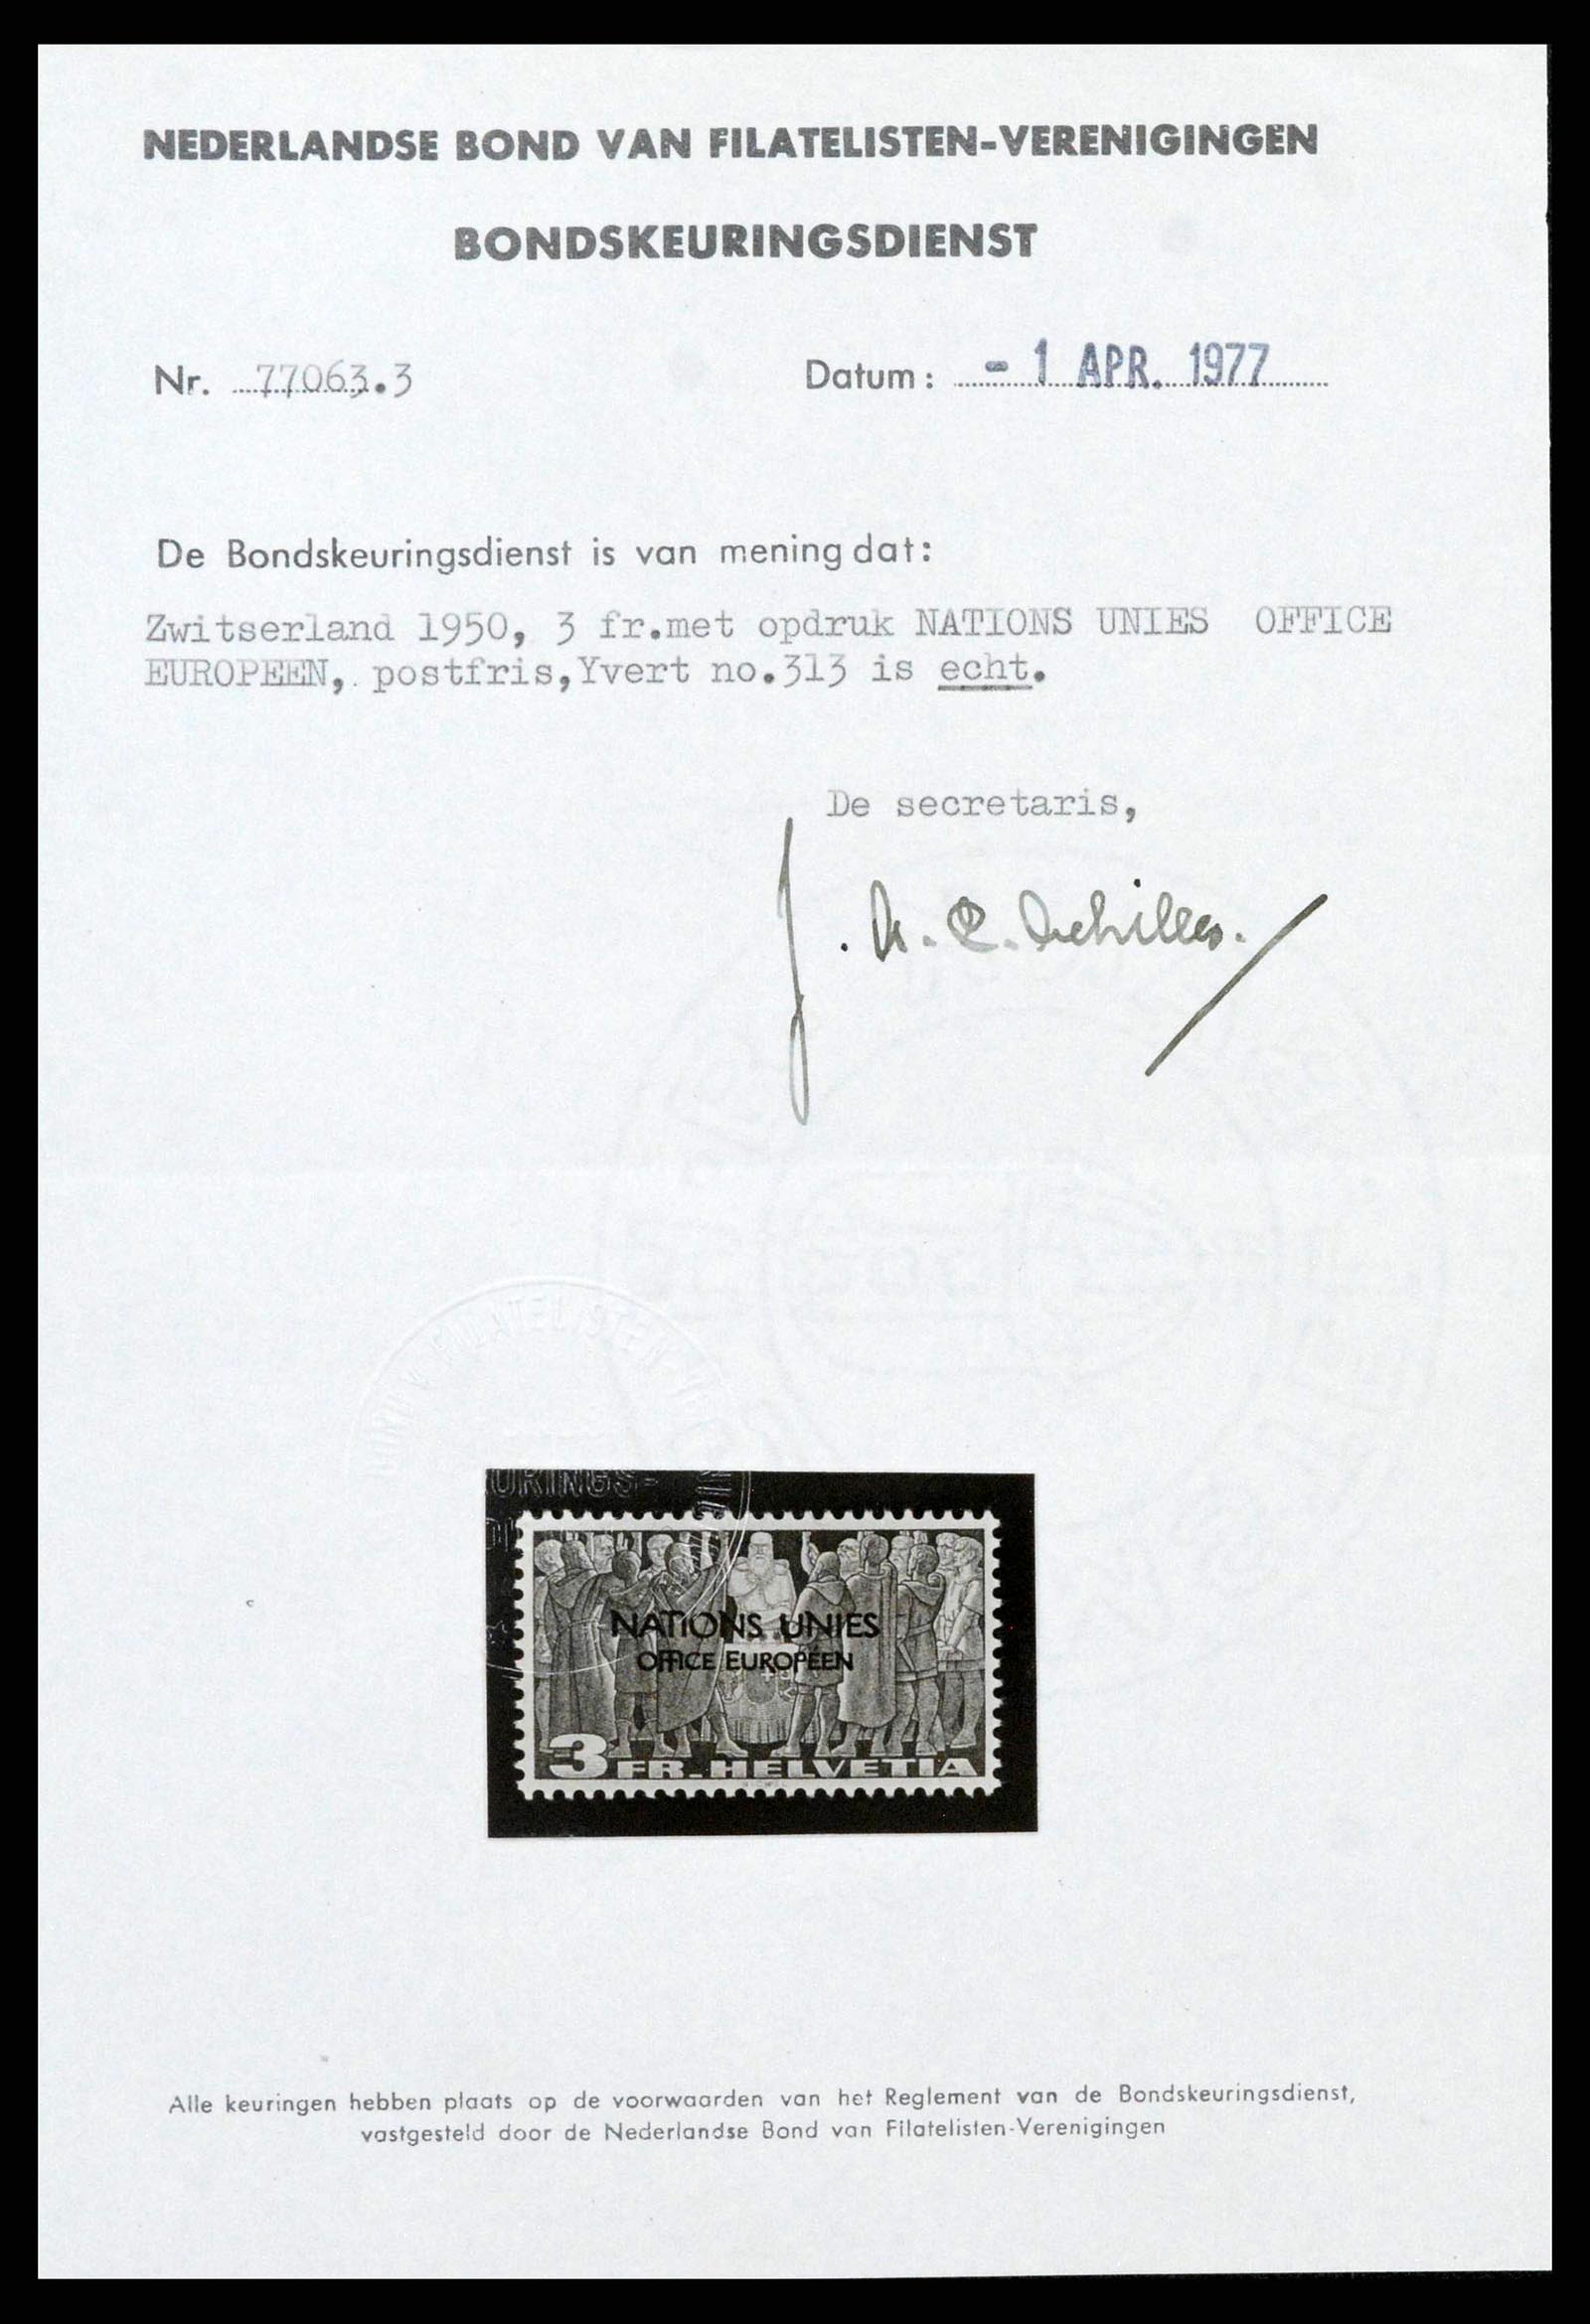 NEDERLANDSE BOND VAN FILATELISTEN-VERENIGINGEN
BONDSKEURINGSDIENST
Nr. 77063.3
Datum: - 1 APR. 1977
De Bondskeuringsdienst is van mening dat:
Zwitserland 1950, 3 fr.met opdruk NATIONS UNIES OFFICE
EUROPEEN, postfris,Yvert no.313 is echt.
De secretaris,
Achilles.
FILATELISTEN-
URINGS-
NATIONS UNIES
OFFICE EUROPÉEN
3 FR. HELVETIA
Alle keuringen hebben plaats op de voorwaarden van het Reglement van de Bondskeuringsdienst,
vastgesteld door de Nederlandse Bond van Filatelisten-Verenigingen